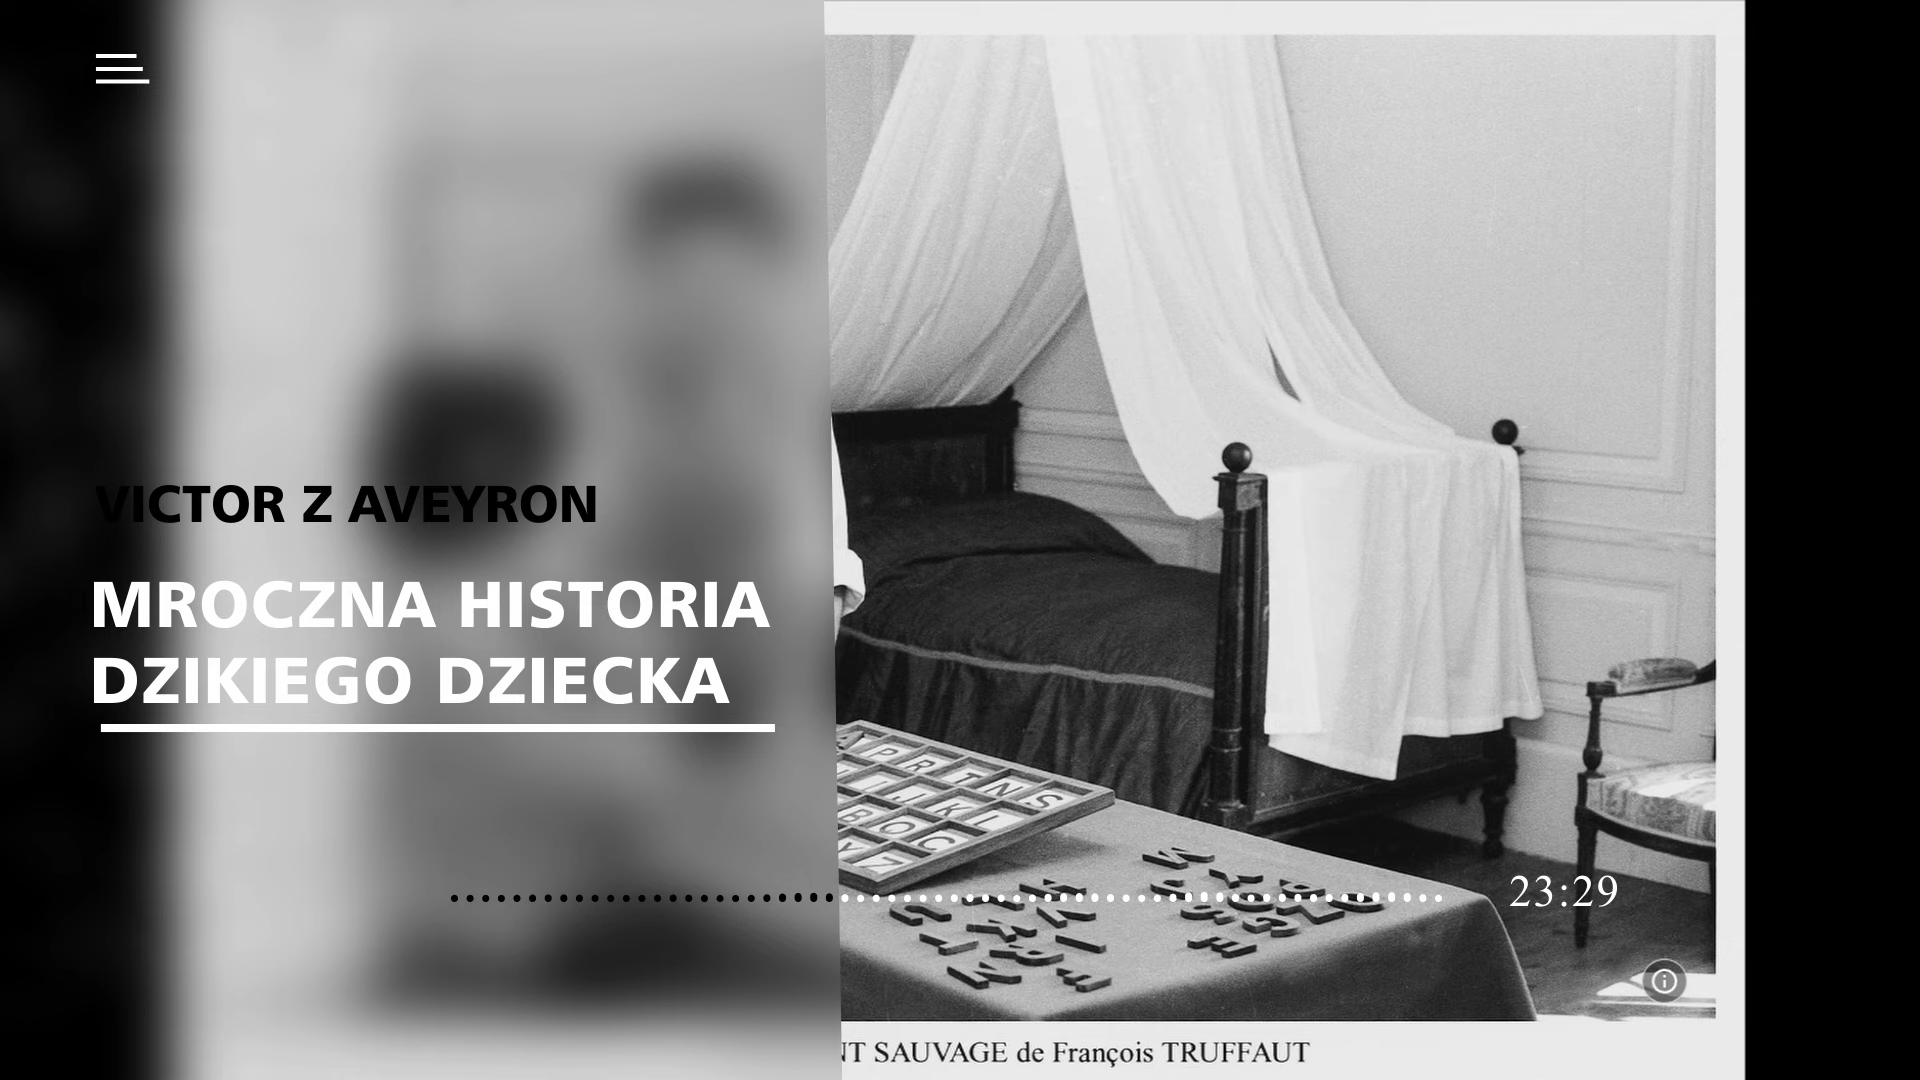 VICTOR Z AVEYRON
MROCZNA HISTORIA
DZIKIEGO DZIECKA
P R T N S
I J K L
B O C
Y Z
23:29
NT SAUVAGE de François TRUFFAUT